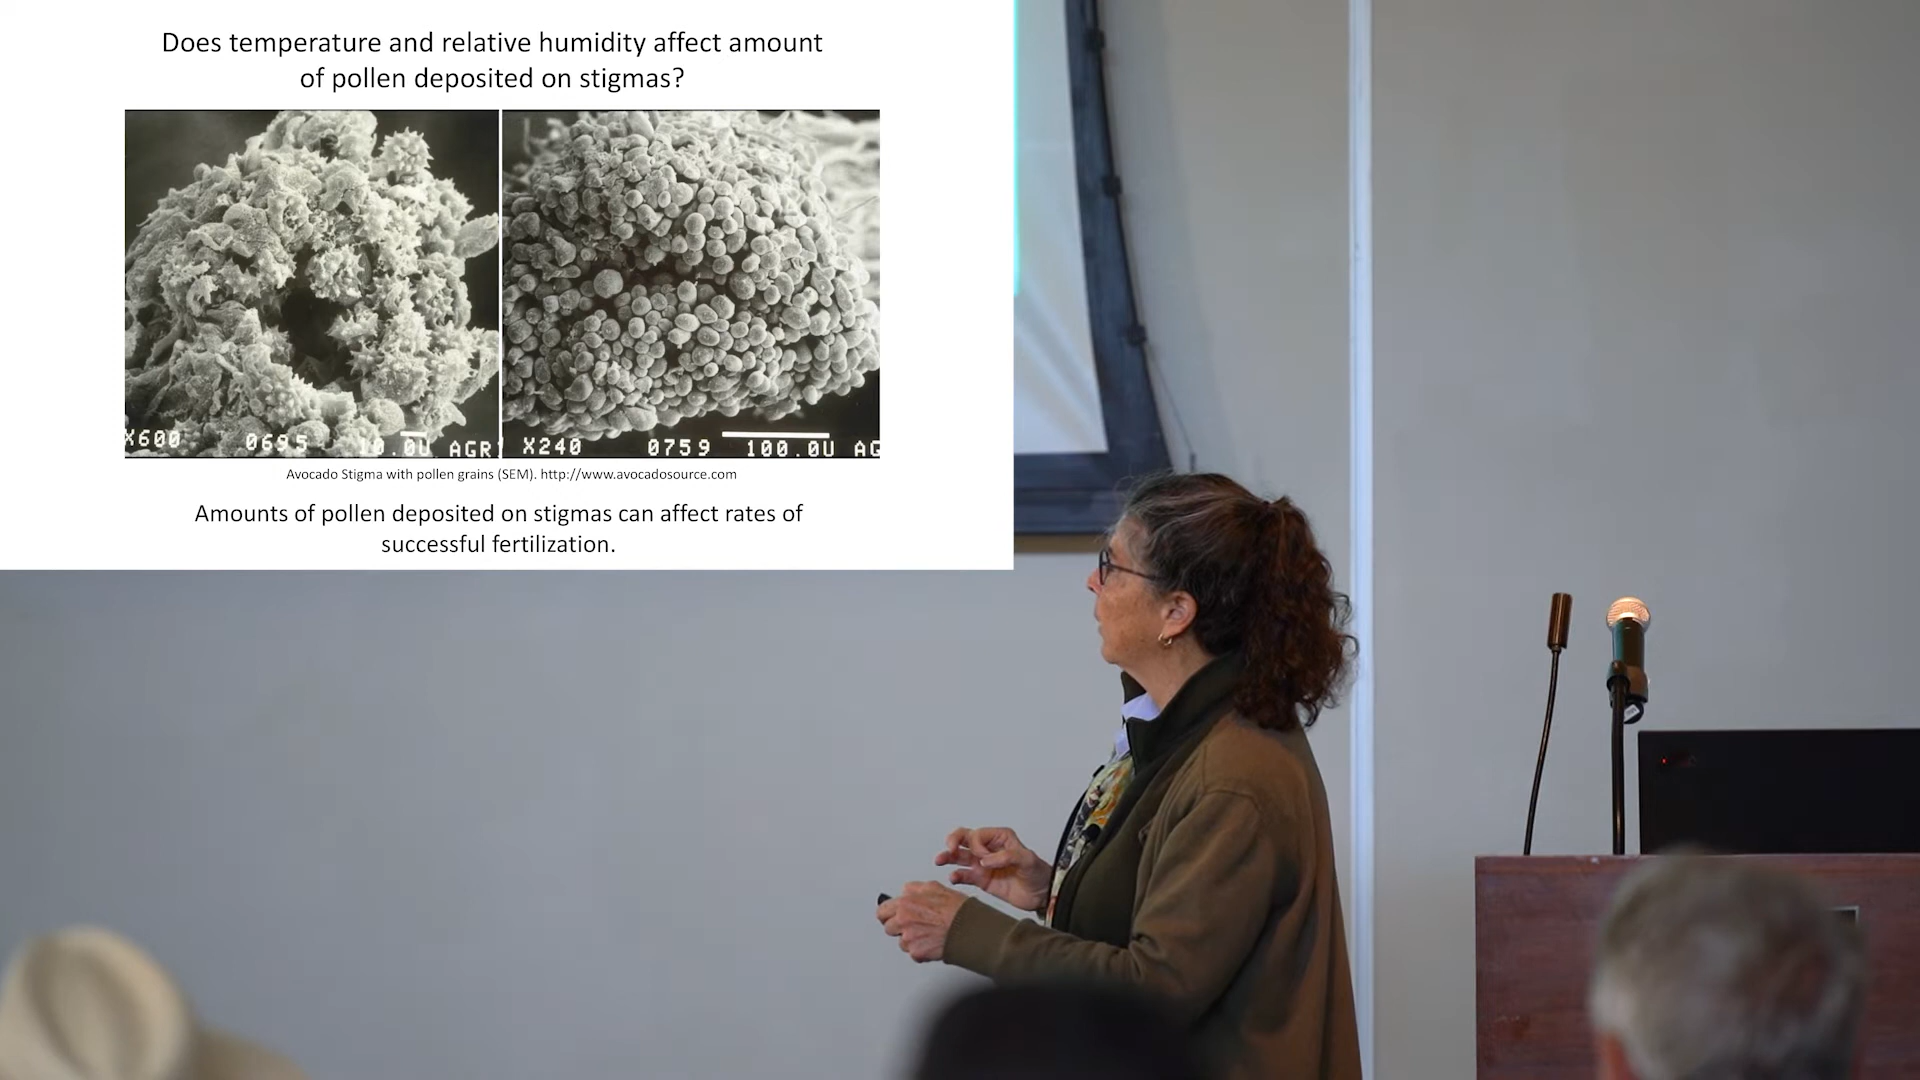 Does temperature and relative humidity affect amount
of pollen deposited on stigmas?
X600 0695 10.0U AGR
X240 0759 100.0U AG
Avocado Stigma with pollen grains (SEM). http://www.avocadosource.com
Amounts of pollen deposited on stigmas can affect rates of
successful fertilization.